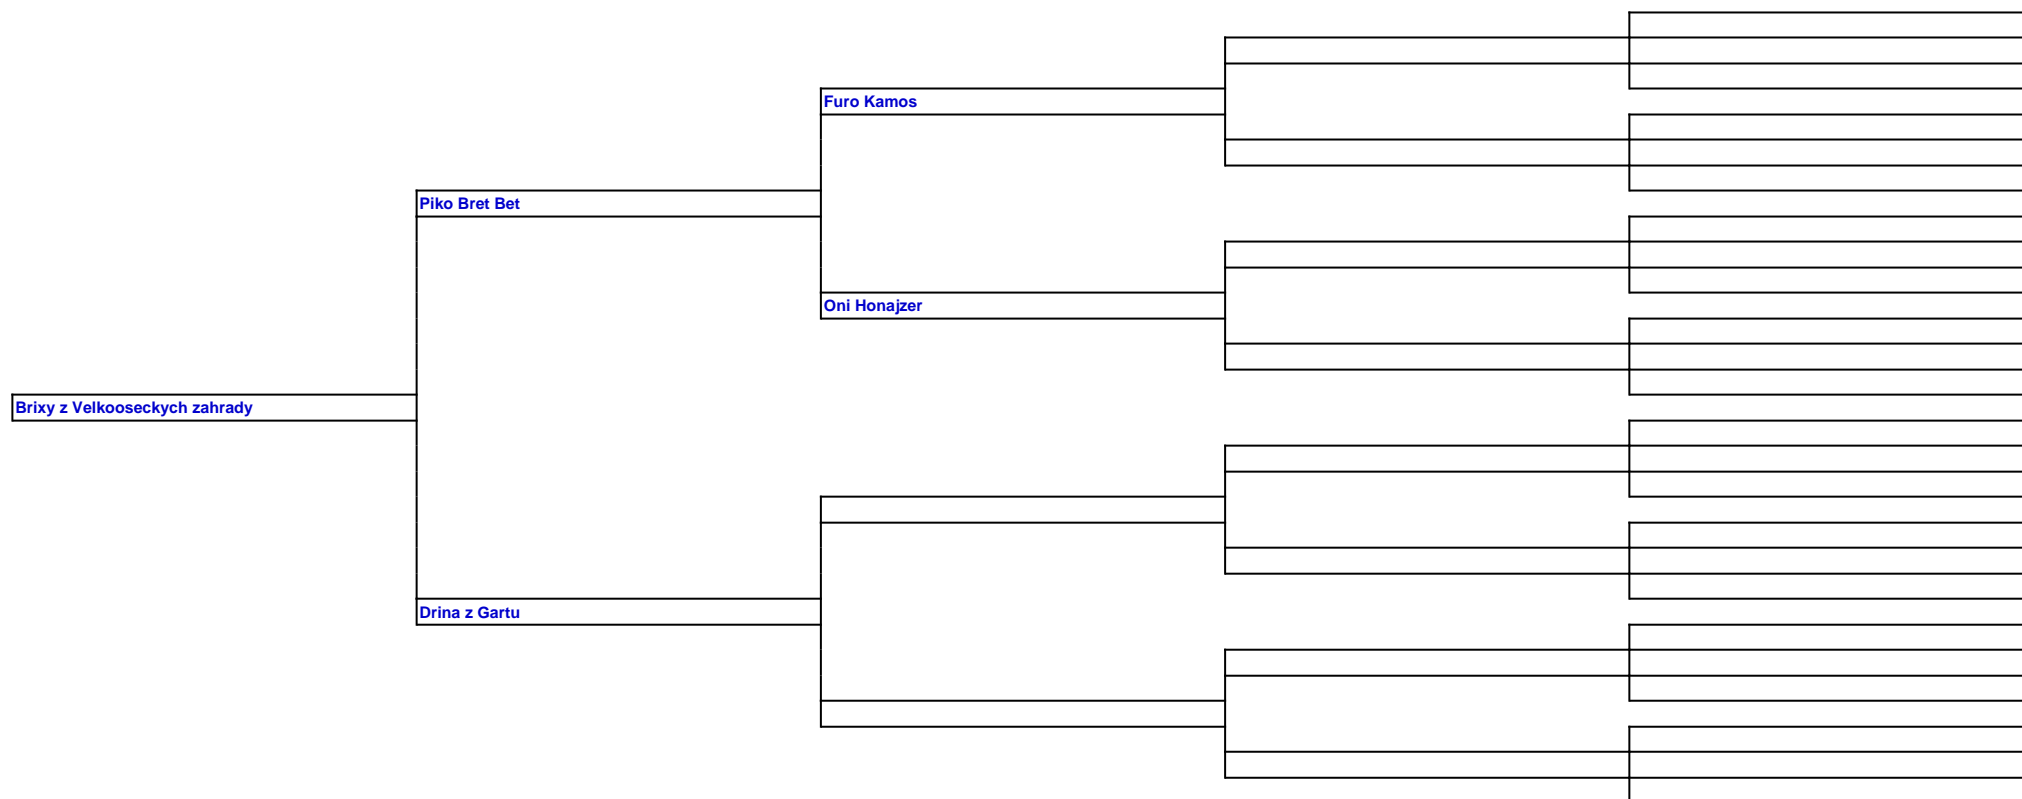 Furo Kamos
Piko Bret Bet
Oni Honajzer
Brixy z Velkooseckych zahrady
Drina z Gartu